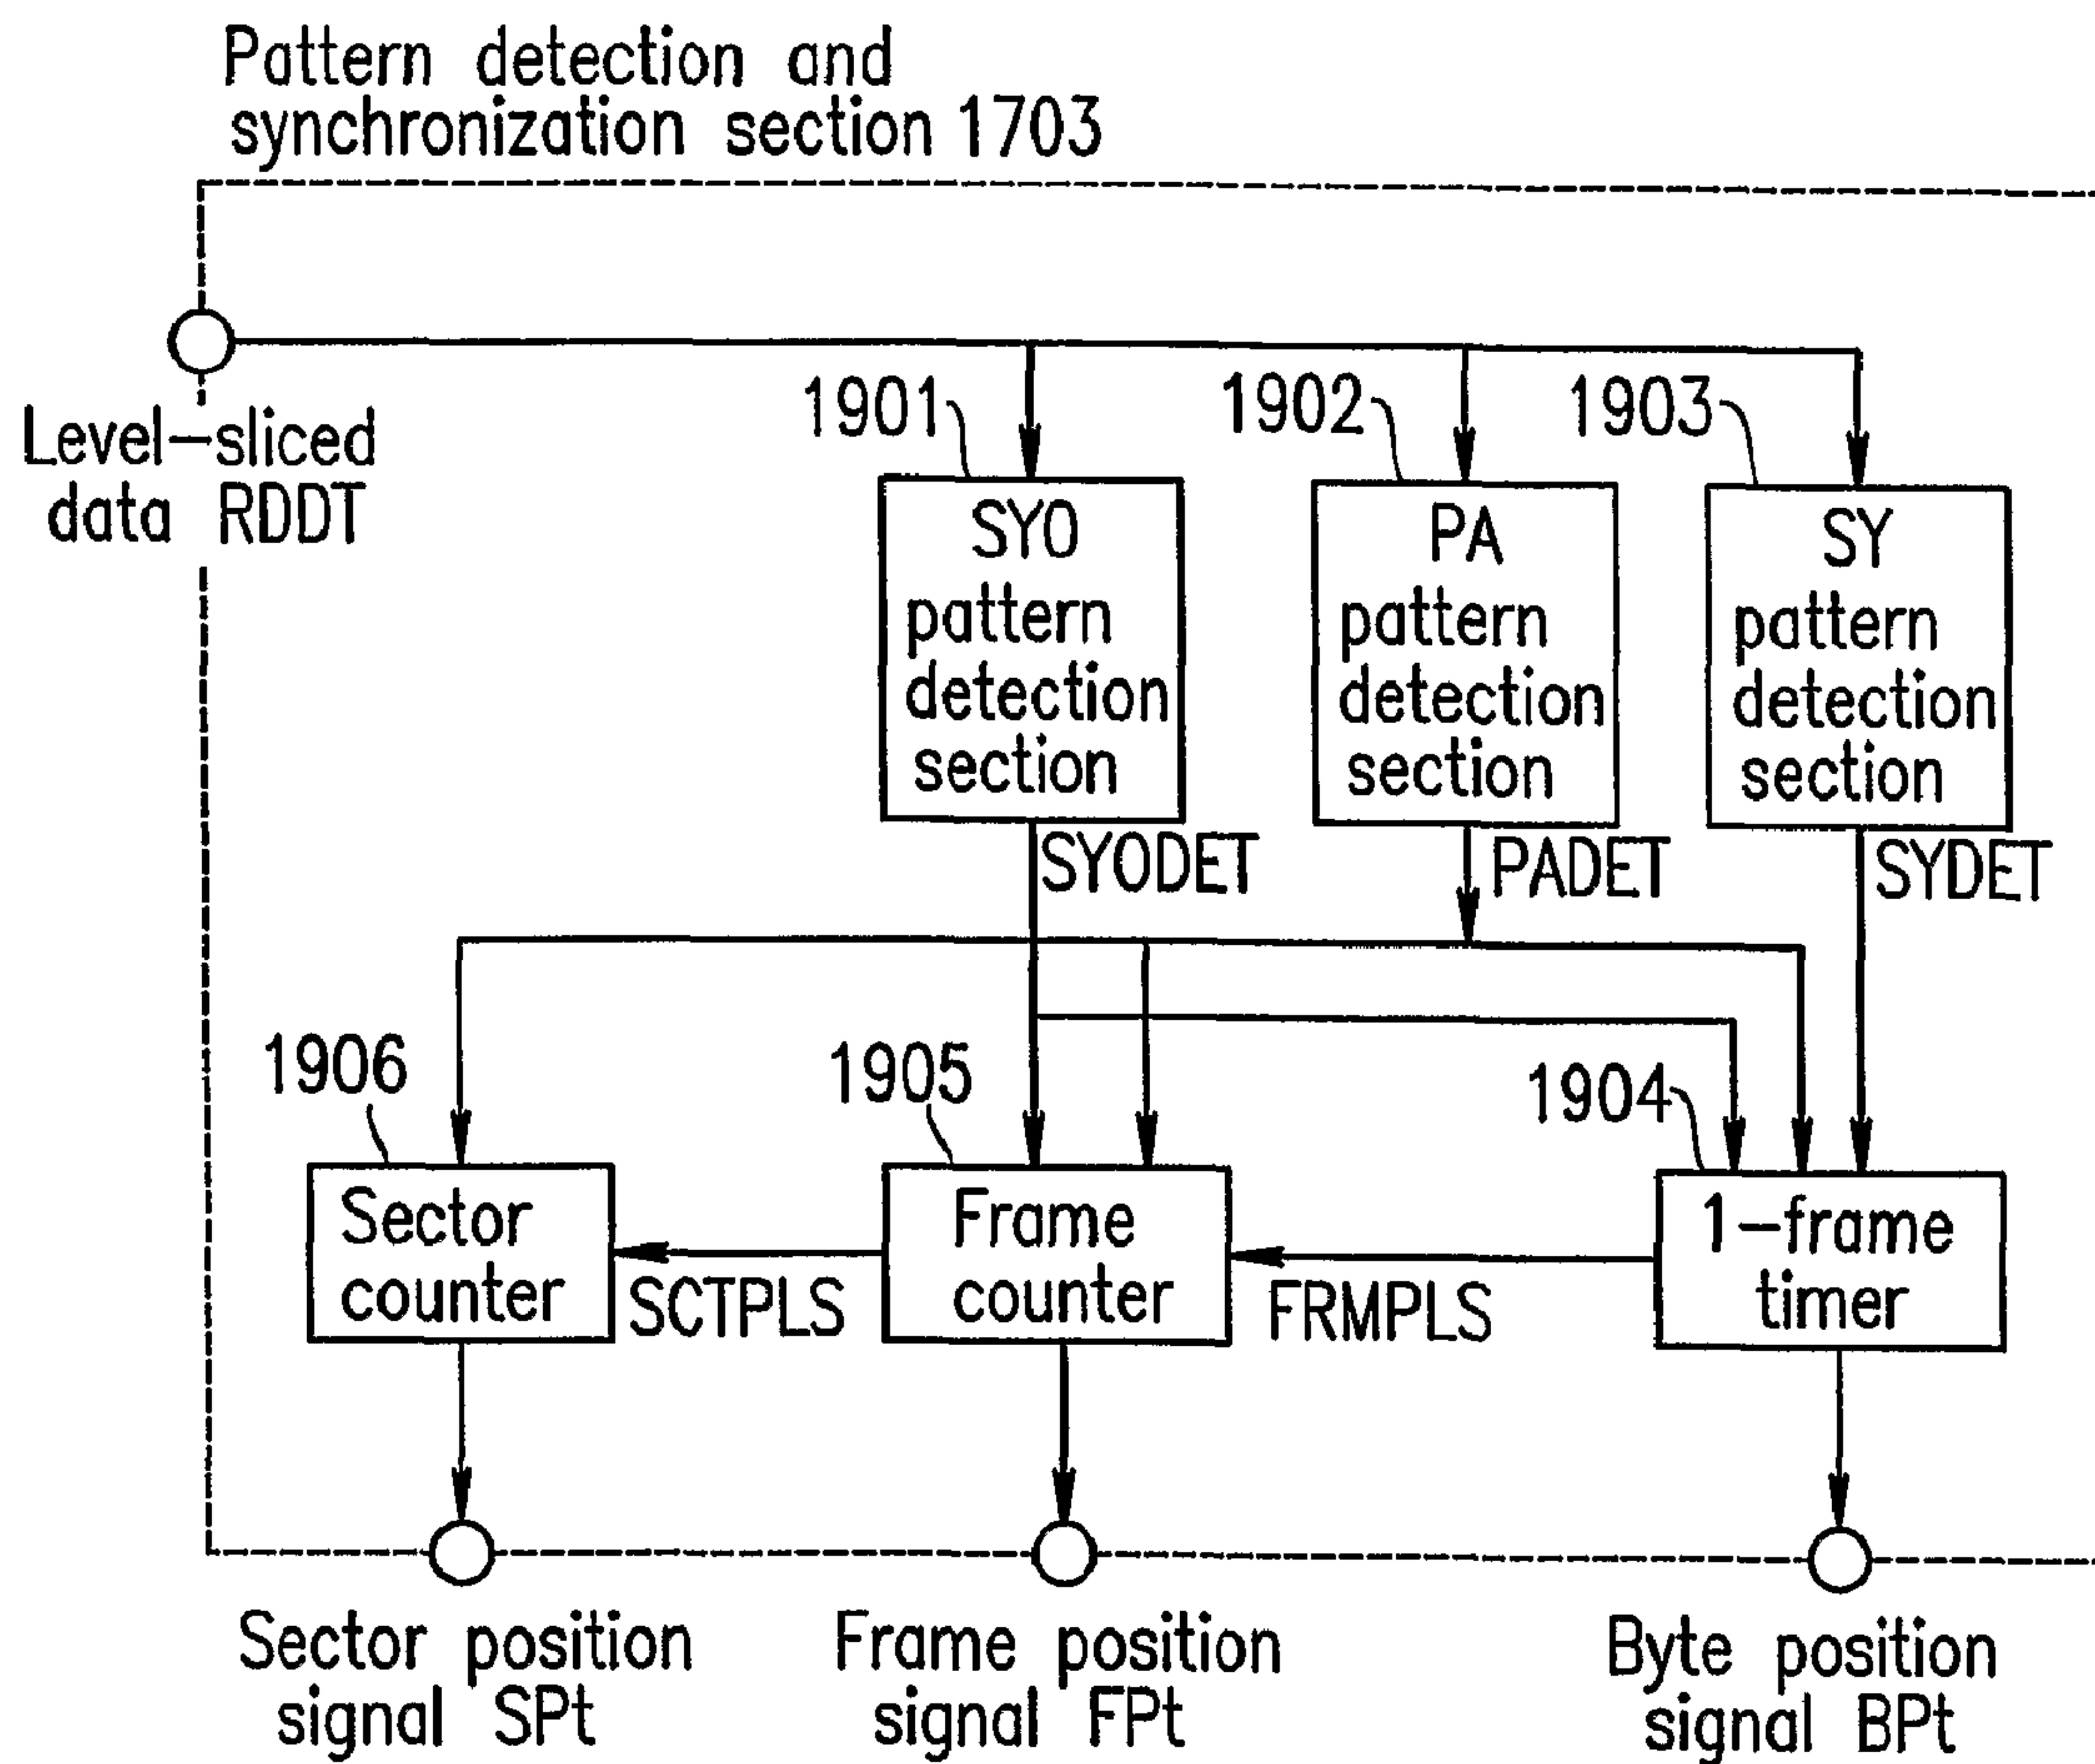 Pattern detection and
synchronization section 1703
Level-sliced
data RDDT
1901
1902
1903
SYO
pattern
detection
section
PA
pattern
detection
section
SY
pattern
detection
section
SYODET
PADET
SYDET
1906
1905
1904
Sector
counter
SCTPLS
Frame
counter
FRMPLS
1-frame
timer
Sector position
signal SPt
Frame position
signal FPt
Byte position
signal BPt